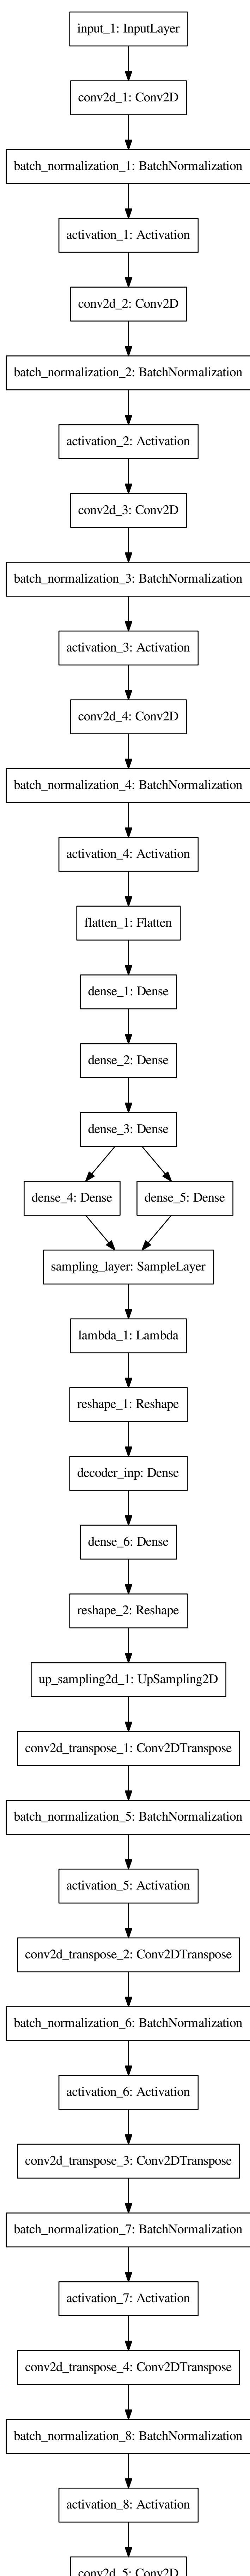 input_1: InputLayer
conv2d_1: Conv2D
batch_normalization_1: BatchNormalization
activation_1: Activation
conv2d_2: Conv2D
batch_normalization_2: BatchNormalization
activation_2: Activation
conv2d_3: Conv2D
batch_normalization_3: BatchNormalization
activation_3: Activation
conv2d_4: Conv2D
batch_normalization_4: BatchNormalization
activation_4: Activation
flatten_1: Flatten
dense_1: Dense
dense_2: Dense
dense_3: Dense
dense_4: Dense
dense_5: Dense
sampling_layer: SampleLayer
lambda_1: Lambda
reshape_1: Reshape
decoder_inp: Dense
dense_6: Dense
reshape_2: Reshape
up_sampling2d_1: UpSampling2D
conv2d_transpose_1: Conv2DTranspose
batch_normalization_5: BatchNormalization
activation_5: Activation
conv2d_transpose_2: Conv2DTranspose
batch_normalization_6: BatchNormalization
activation_6: Activation
conv2d_transpose_3: Conv2DTranspose
batch_normalization_7: BatchNormalization
activation_7: Activation
conv2d_transpose_4: Conv2DTranspose
batch_normalization_8: BatchNormalization
activation_8: Activation
conv2d_5: Conv2D